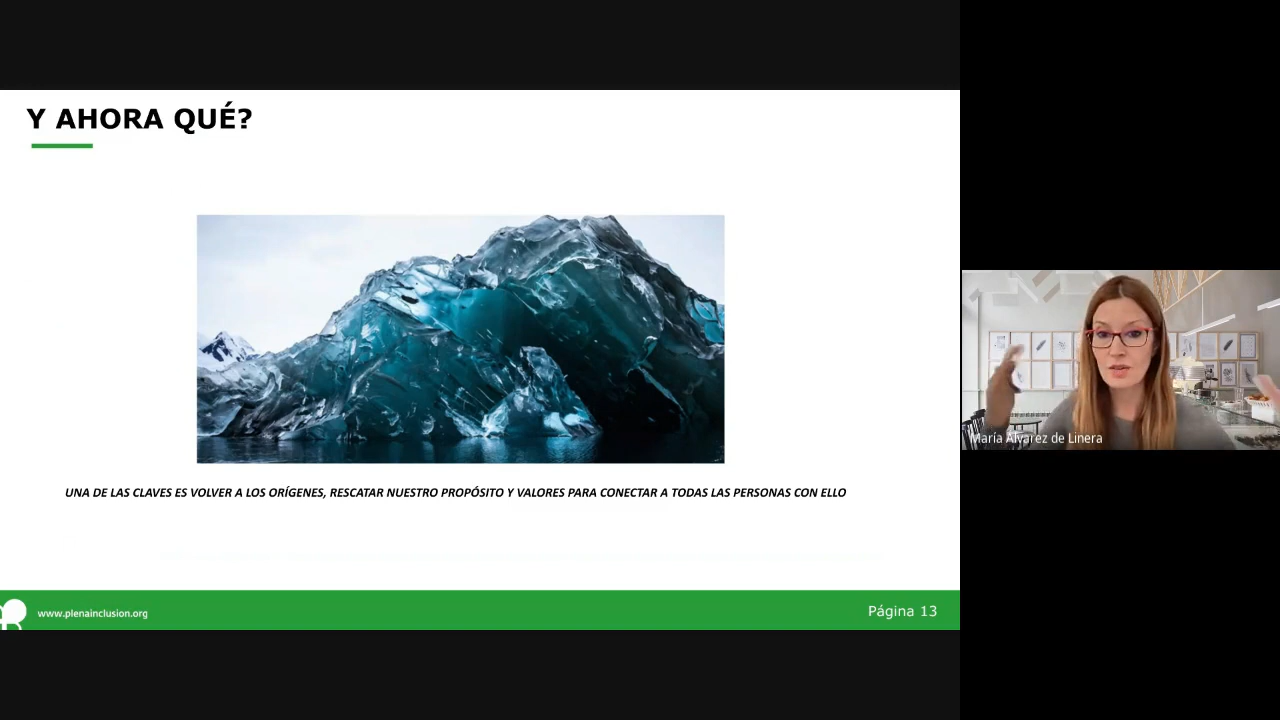 Y AHORA QUÉ?
UNA DE LAS CLAVES ES VOLVER A LOS ORÍGENES, RESCATAR NUESTRO PROPÓSITO Y VALORES PARA CONECTAR A TODAS LAS PERSONAS CON ELLO
www.plenainclusion.org
Página 13
María Álvarez de Linera